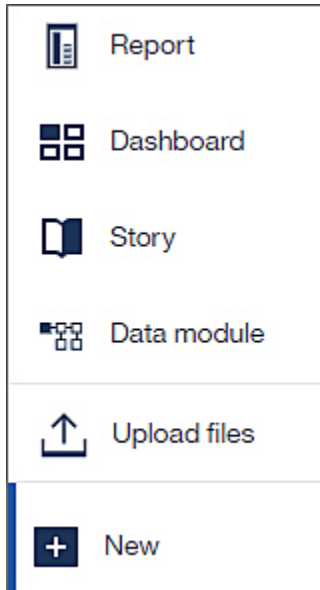 Report
Dashboard
Story
Data module
Upload files
New